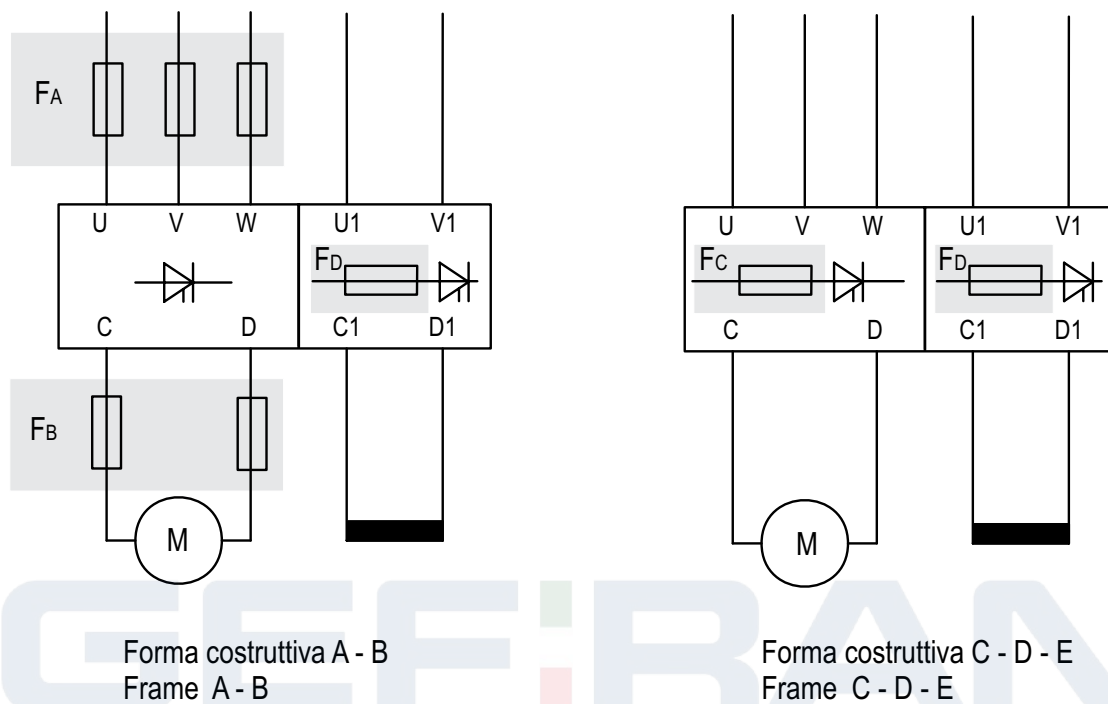 FA
U V W U1 V1
FD
C D C1 D1
FB
M
Forma costruttiva A - B
Frame A - B
U V W U1 V1
FC FD
C D C1 D1
M
Forma costruttiva C - D - E
Frame C - D - E
GEFRAN